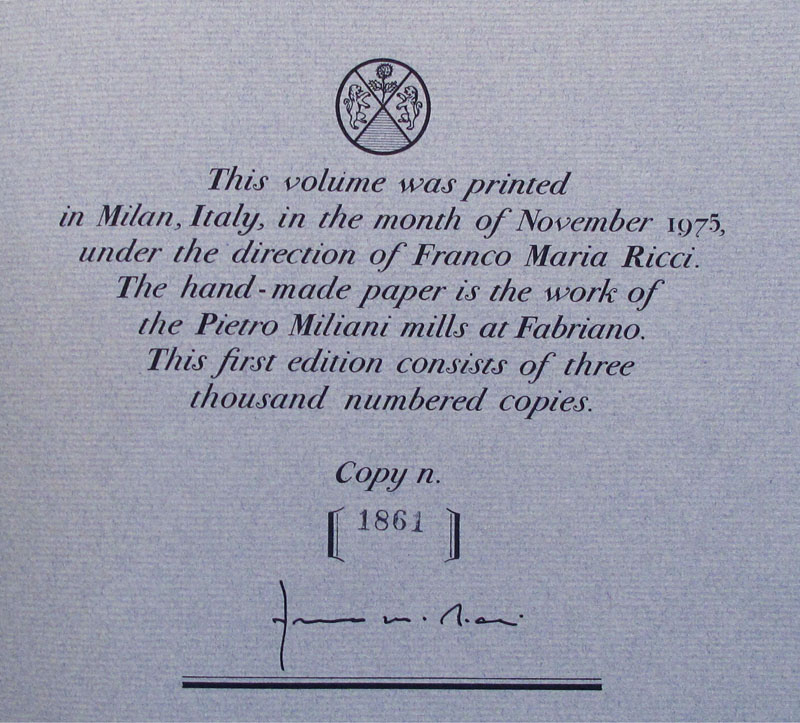 This volume was printed
in Milan, Italy, in the month of November 1975,
under the direction of Franco Maria Ricci.
The hand-made paper is the work of
the Pietro Miliani mills at Fabriano.
This first edition consists of three
thousand numbered copies.
Copy n.
[ 1861 ]